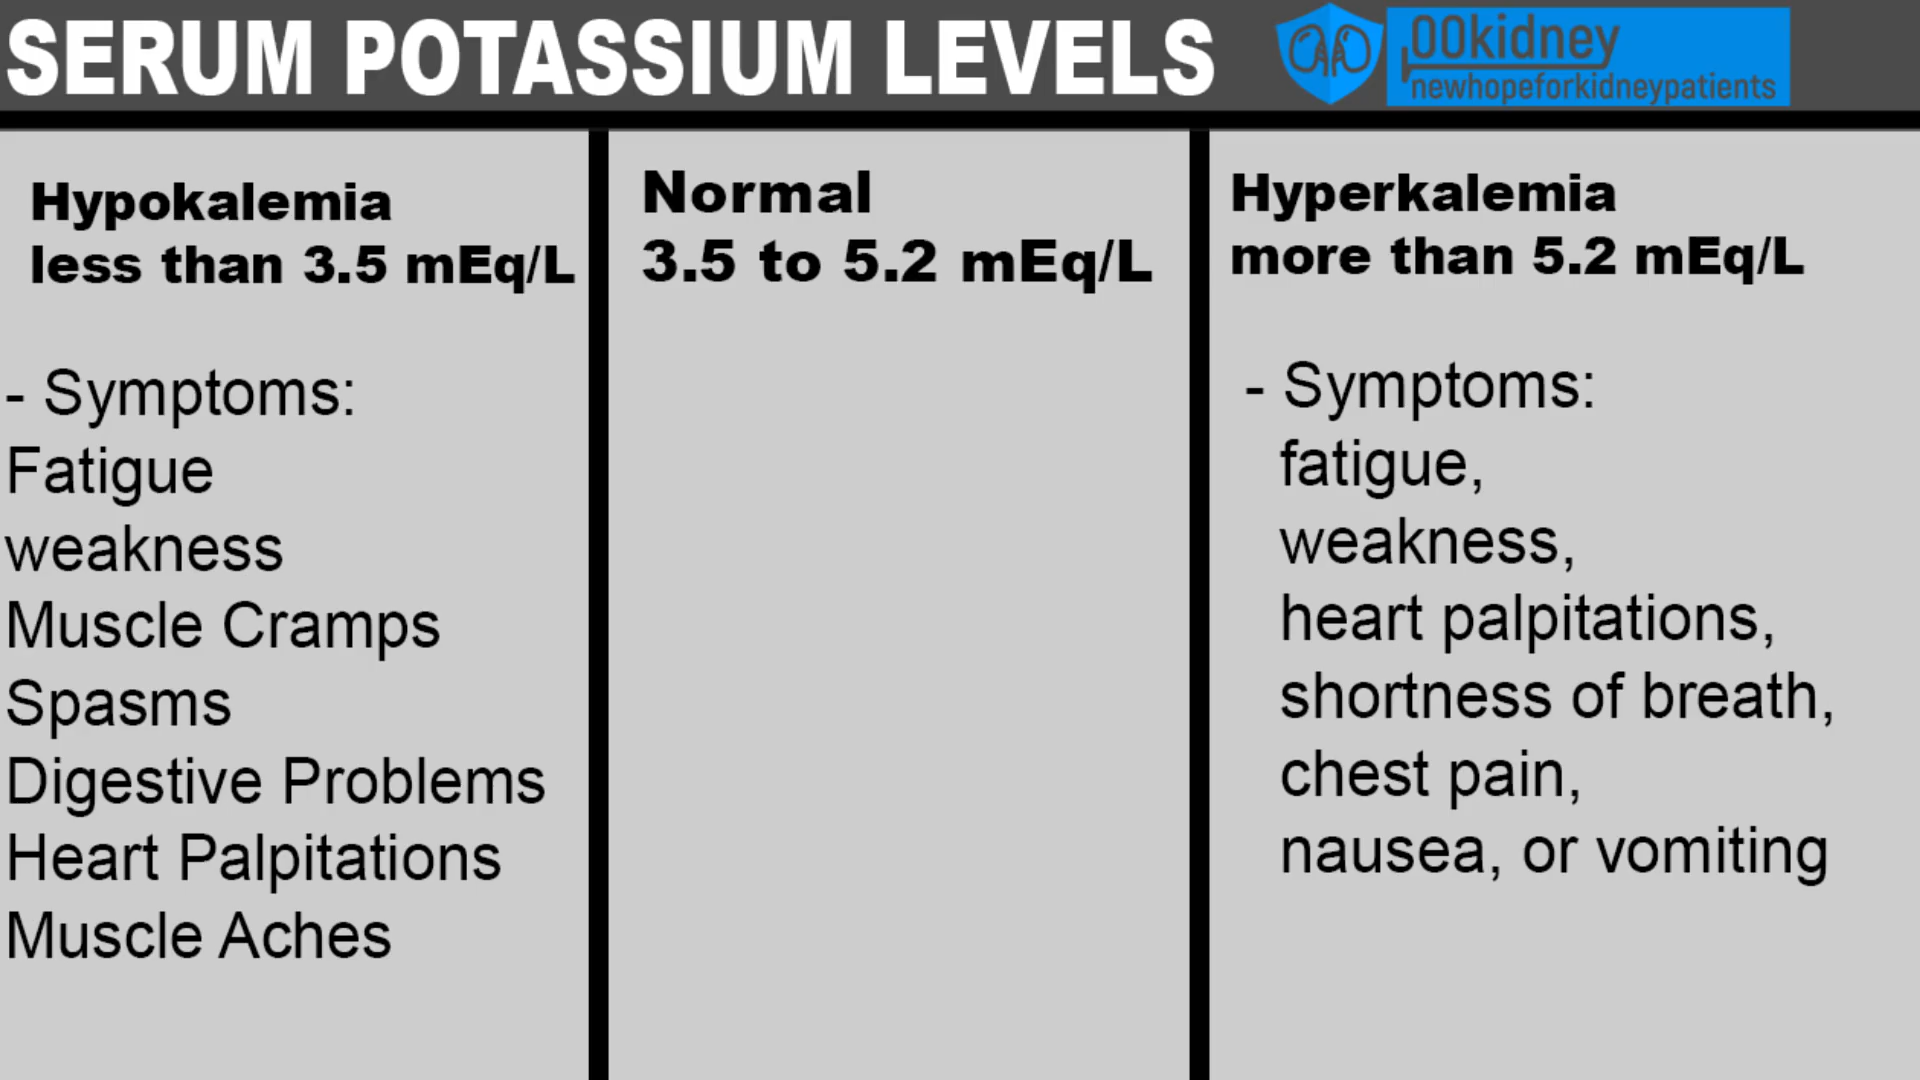 SERUM POTASSIUM LEVELS
00kidney
newhopeforkidneypatients
Hypokalemia
less than 3.5 mEq/L
- Symptoms:
Fatigue
weakness
Muscle Cramps
Spasms
Digestive Problems
Heart Palpitations
Muscle Aches
Normal
3.5 to 5.2 mEq/L
Hyperkalemia
more than 5.2 mEq/L
- Symptoms:
fatigue,
weakness,
heart palpitations,
shortness of breath,
chest pain,
nausea, or vomiting